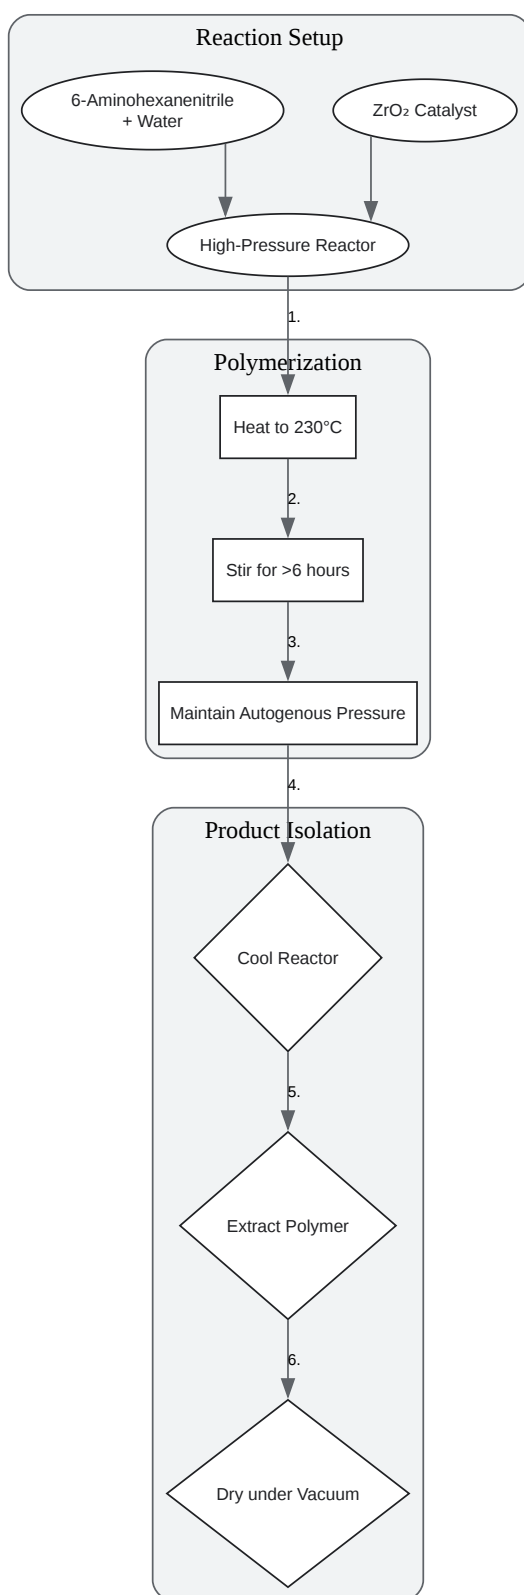 Reaction Setup
6-Aminohexanenitrile
+ Water
ZrO₂ Catalyst
High-Pressure Reactor
1.
Polymerization
Heat to 230°C
2.
Stir for >6 hours
3.
Maintain Autogenous Pressure
4.
Product Isolation
Cool Reactor
5.
Extract Polymer
6.
Dry under Vacuum